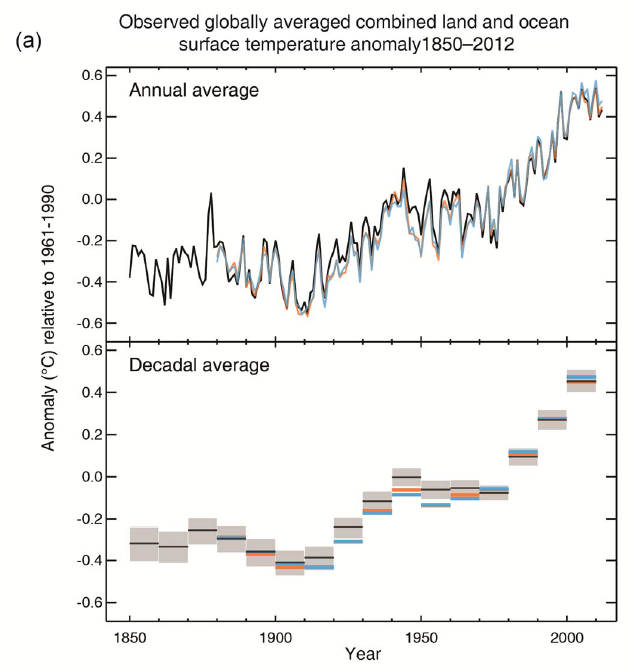 Observed globally averaged combined land and ocean
(a)
surface temperature anomaly1850–2012
Annual average
0.6
0.4
0.2
0.0
-0.2
-0.4
-0.6
Anomaly (°C) relative to 1961-1990
Decadal average
0.6
0.4
0.2
0.0
-0.2
-0.4
-0.6
1850
1900
1950
2000
Year